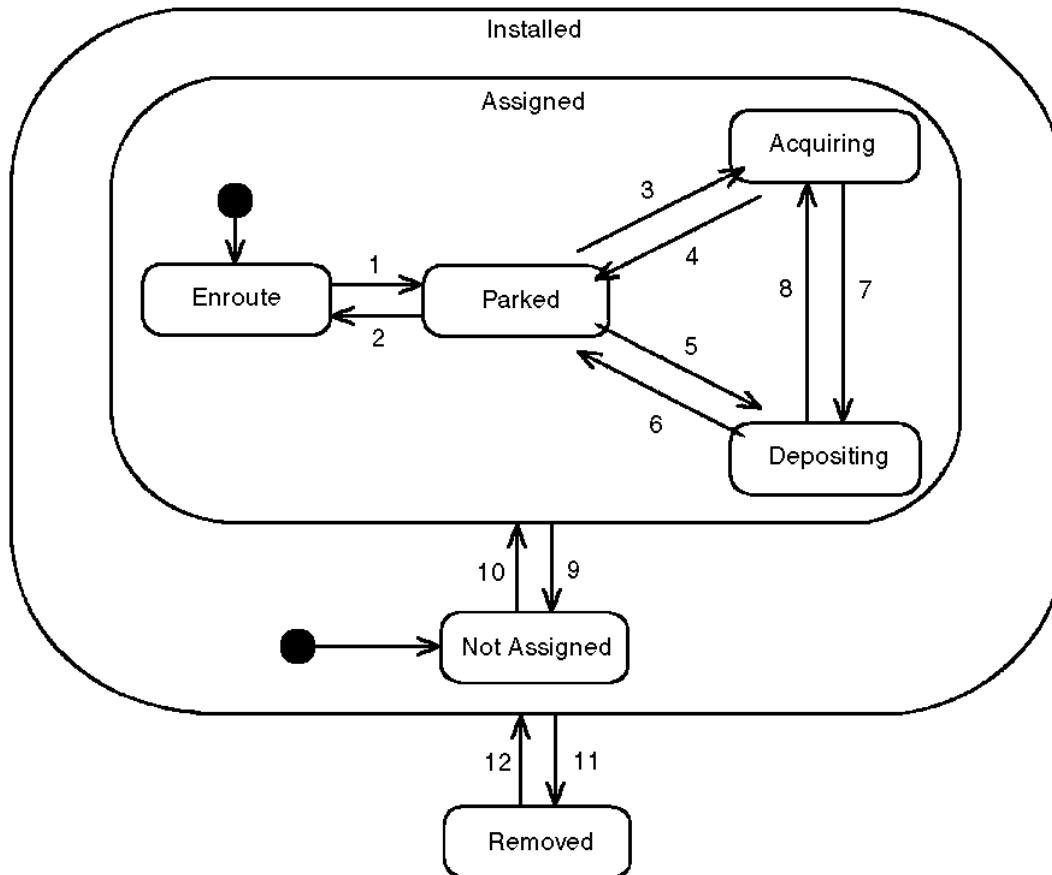 Installed
Assigned
Acquiring
3
4
1
Enroute
Parked
8
7
2
5
6
Depositing
10
9
Not Assigned
12
11
Removed